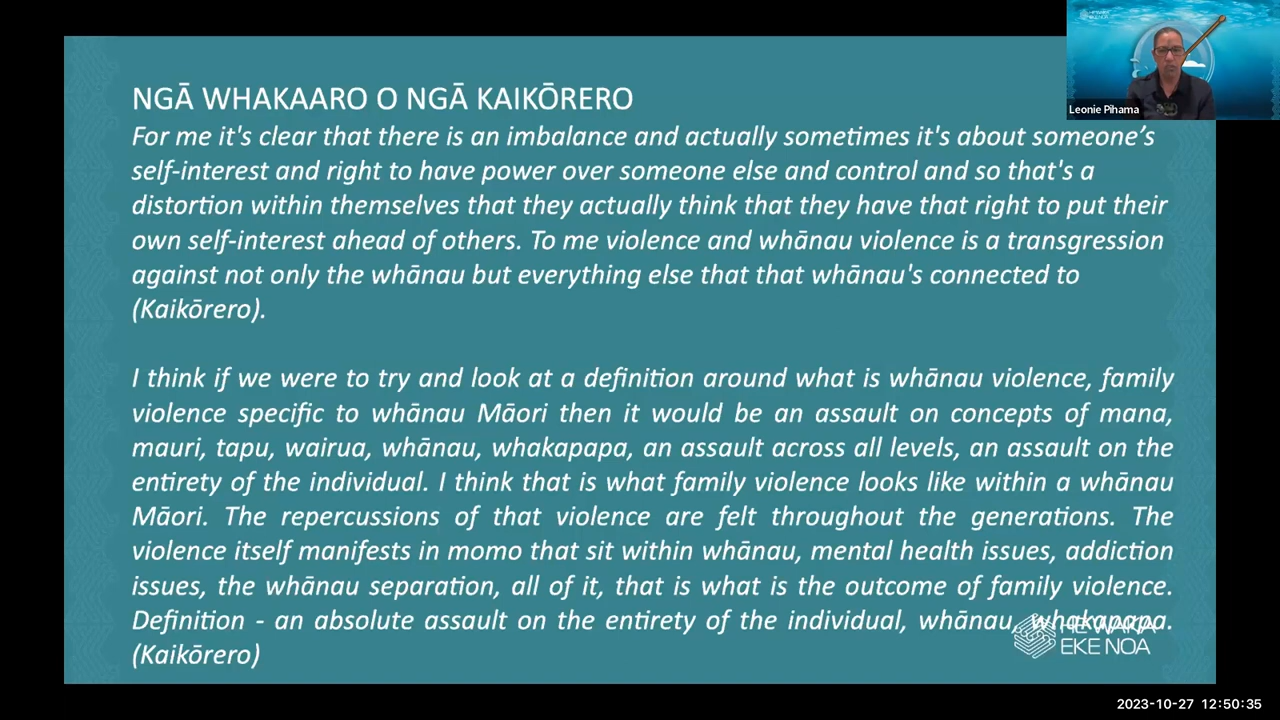 NGĀ WHAKAARO O NGĀ KAIKŌRERO
For me it's clear that there is an imbalance and actually sometimes it's about someone’s
self-interest and right to have power over someone else and control and so that's a
distortion within themselves that they actually think that they have that right to put their
own self-interest ahead of others. To me violence and whānau violence is a transgression
against not only the whānau but everything else that that whānau's connected to
(Kaikōrero).
I think if we were to try and look at a definition around what is whānau violence, family
violence specific to whānau Māori then it would be an assault on concepts of mana,
mauri, tapu, wairua, whānau, whakapapa, an assault across all levels, an assault on the
entirety of the individual. I think that is what family violence looks like within a whānau
Māori. The repercussions of that violence are felt throughout the generations. The
violence itself manifests in momo that sit within whānau, mental health issues, addiction
issues, the whānau separation, all of it, that is what is the outcome of family violence.
Definition - an absolute assault on the entirety of the individual, whānau, whakapapa.
(Kaikōrero)
HE WAKA
EKE NOA
Leonie Pihama
2023-10-27 12:50:35